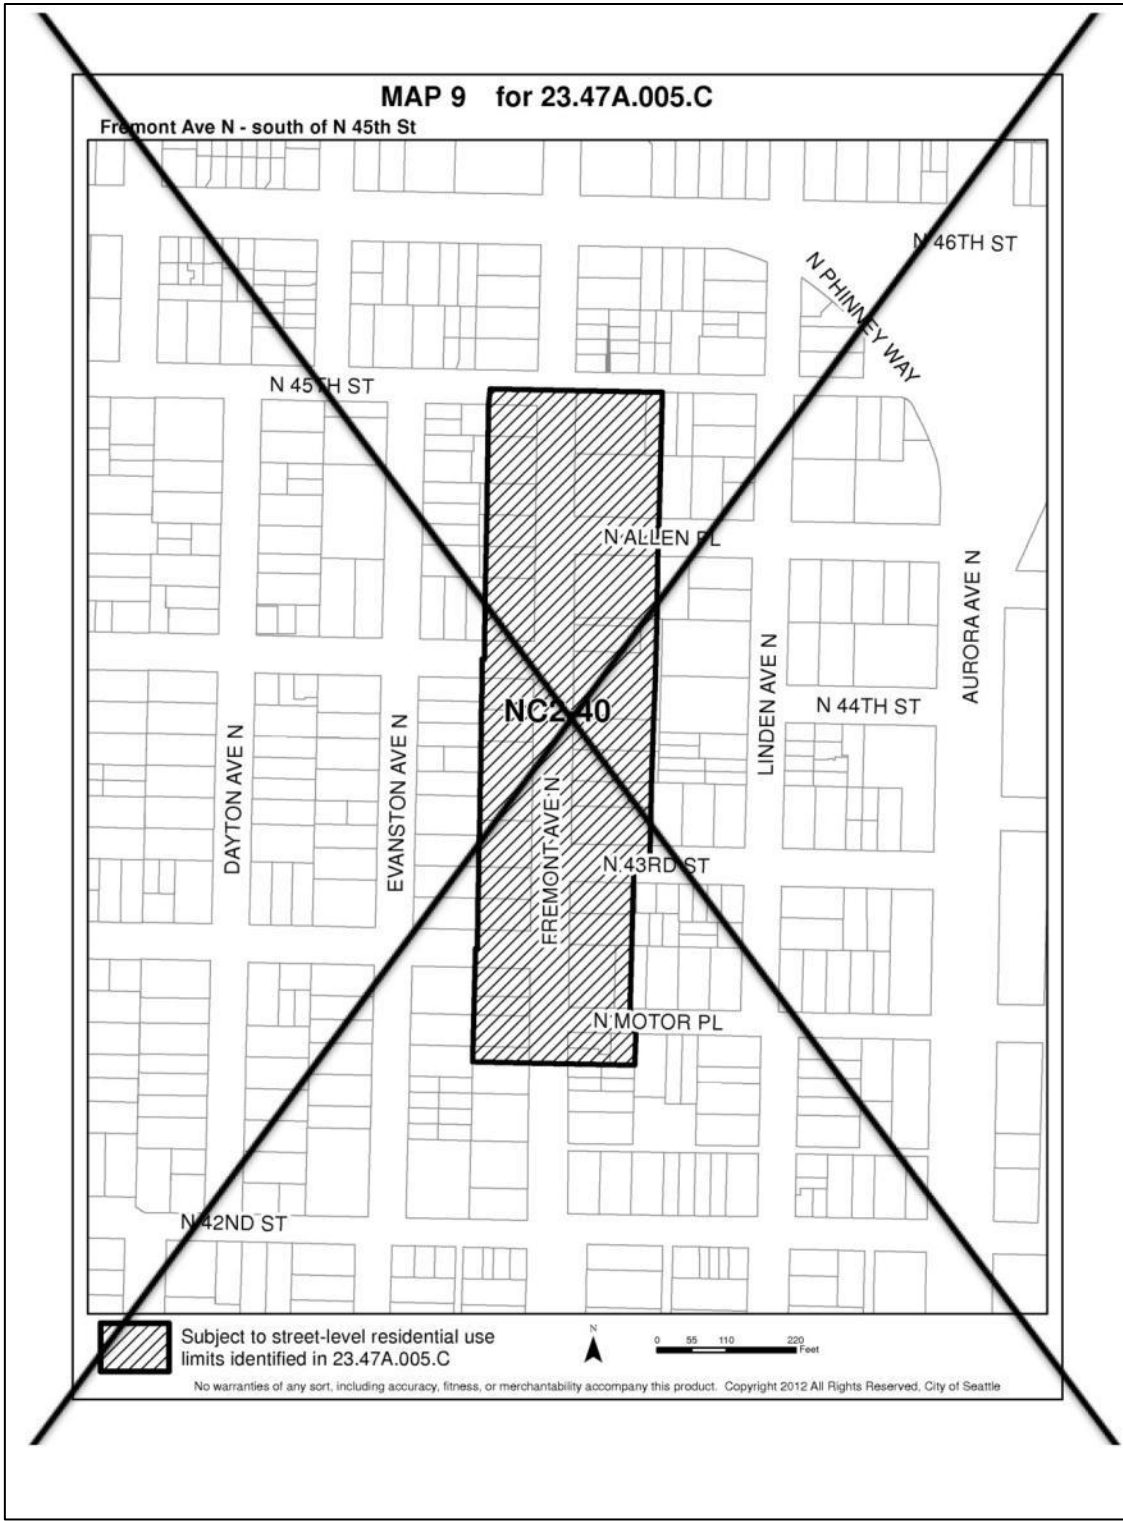 MAP 9 for 23.47A.005.C
Fremont Ave N - south of N 45th St
N 46TH ST
N PHINNEY WAY
N 45TH ST
N ALLEN PL
AURORA AVE N
LINDEN AVE N
N 44TH ST
NC2 40
DAYTON AVE N
EVANSTON AVE N
FREMONT AVE N
N 43RD ST
N MOTOR PL
N 42ND ST
Subject to street-level residential use
limits identified in 23.47A.005.C
N
0 55 110 220
Feet
No warranties of any sort, including accuracy, fitness, or merchantability accompany this product. Copyright 2012 All Rights Reserved, City of Seattle